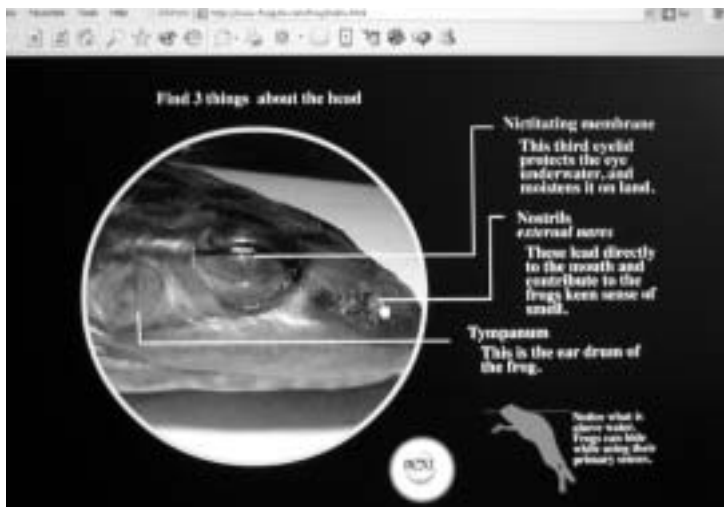 Favorites Tools Help
Find 3 things about the head
Nictitating membrane
This third eyelid
protects the eye
underwater, and
moistens it on land.
Nostrils
external nares
These lead directly
to the mouth and
contribute to the
frogs keen sense of
smell.
Tympanum
This is the ear drum of
the frog.
Notice what is
above water.
Frogs can hide
while using their
primary senses.